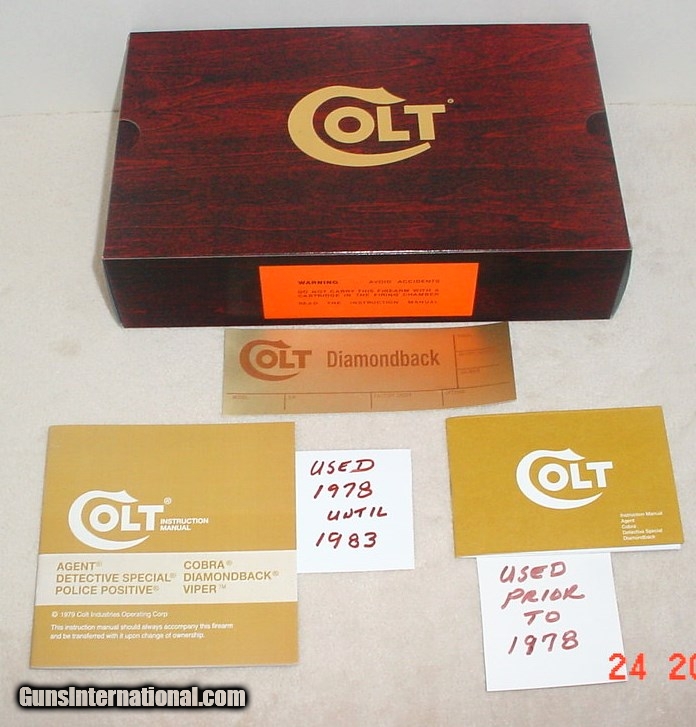 COLT
WARNING AVOID ACCIDENTS
DO NOT CARRY THIS FIREARM WITH A
CARTRIDGE IN THE FIRING CHAMBER
READ THE INSTRUCTION MANUAL
COLT Diamondback
COLT® INSTRUCTION
MANUAL
AGENT® COBRA®
DETECTIVE SPECIAL® DIAMONDBACK®
POLICE POSITIVE® VIPER™
© 1979 Colt Industries Operating Corp
This instruction manual should always accompany this firearm
and be transferred with it upon change of ownership.
USED
1978
UNTIL
1983
COLT
Instruction Manual
Agent
Cobra
Detective Special
Diamondback
USED
PRIOR
TO
1978
24 20
GunsInternational.com